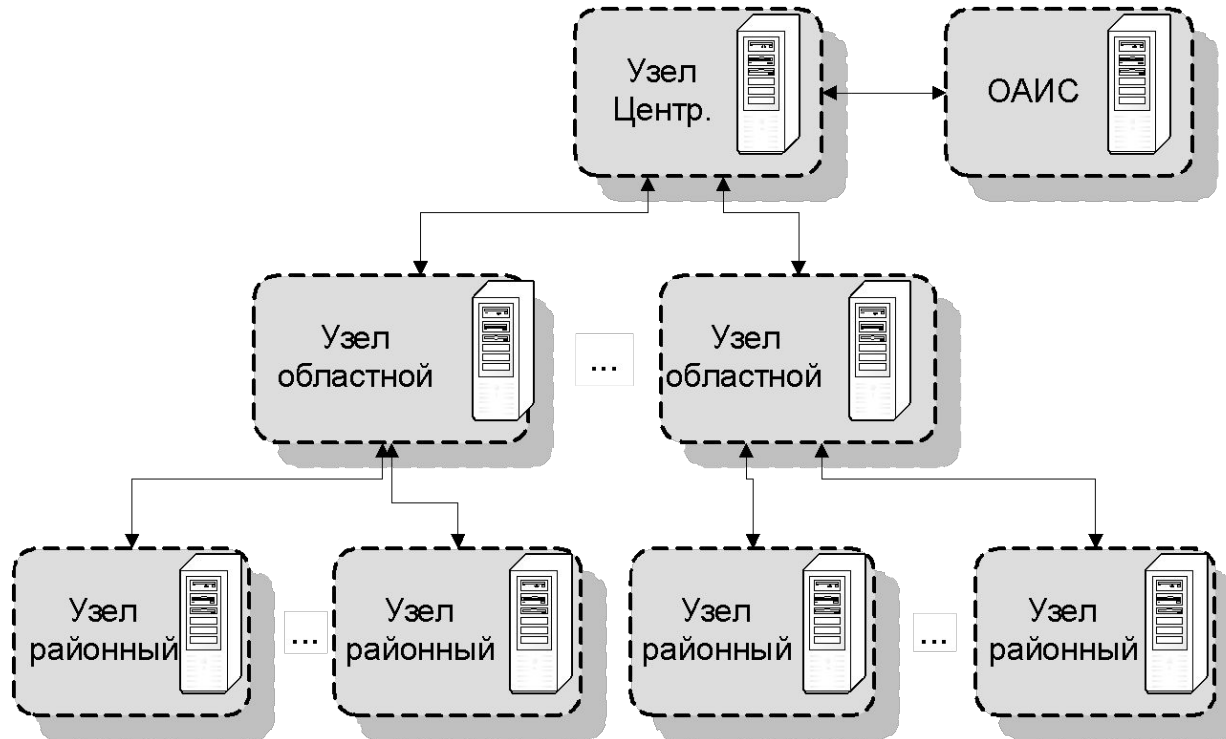 Узел
Центр.
ОАИС
Узел
областной
...
Узел
областной
Узел
районный
...
Узел
районный
Узел
районный
...
Узел
районный